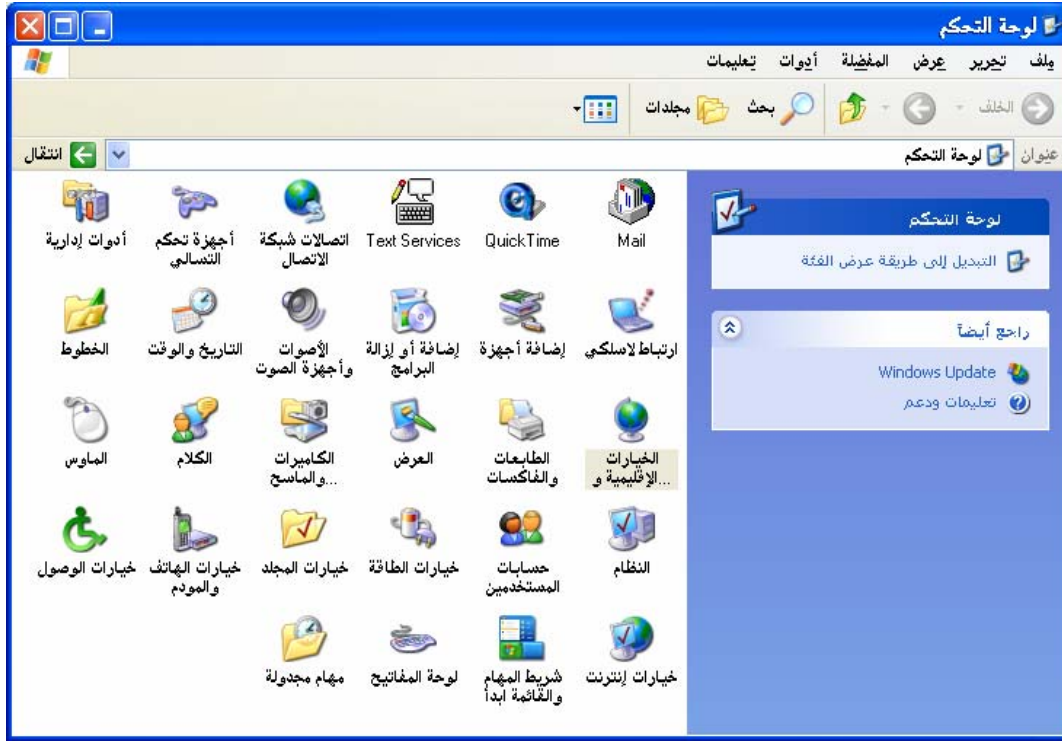 لوحة التحكم
ملف تحرير عرض المفضلة أدوات تعليمات
الخلف بحث مجلدات
عنوان لوحة التحكم انتقال
لوحة التحكم
التبديل إلى طريقة عرض الفئة
راجع أيضاً
Windows Update
تعليمات ودعم
Mail
QuickTime
Text Services
اتصالات شبكة
الاتصال
أجهزة تحكم
التسالي
أدوات إدارية
ارتباط لاسلكي
إضافة أجهزة
إضافة أو إزالة
البرامج
الأصوات
وأجهزة الصوت
التاريخ والوقت
الخطوط
الخيارات
الإقليمية و...
الطابعات
والفاكسات
العرض
الكاميرات
والماسح...
الكلام
الماوس
النظام
حسابات
المستخدمين
خيارات الطاقة
خيارات المجلد
خيارات الهاتف
والمودم
خيارات الوصول
خيارات إنترنت
شريط المهام
والقائمة ابدأ
لوحة المفاتيح
مهام مجدولة